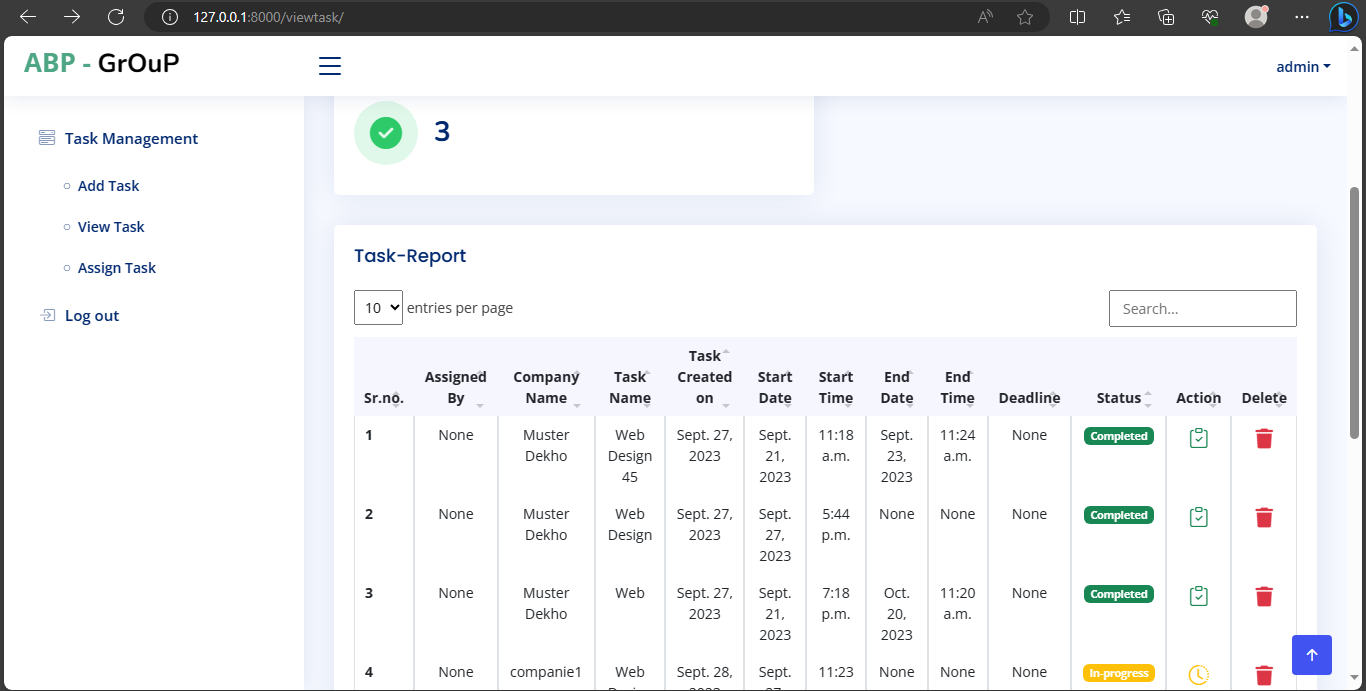 127.0.0.1:8000/viewtask/
ABP - GrOuP
admin
Task Management
Add Task
View Task
Assign Task
Log out
3
Task-Report
10 entries per page
Search...
Sr.no. Assigned By Company Name Task Name Task Created on Start Date Start Time End Date End Time Deadline Status Action Delete
1 None Muster Dekho Web Design 45 Sept. 27, 2023 Sept. 21, 2023 11:18 a.m. Sept. 23, 2023 11:24 a.m. None Completed
2 None Muster Dekho Web Design Sept. 27, 2023 Sept. 27, 2023 5:44 p.m. None None None Completed
3 None Muster Dekho Web Sept. 27, 2023 Sept. 21, 2023 7:18 p.m. Oct. 20, 2023 11:20 a.m. None Completed
4 None companie1 Web Sept. 28, Sept. 11:23 None None None In-progress